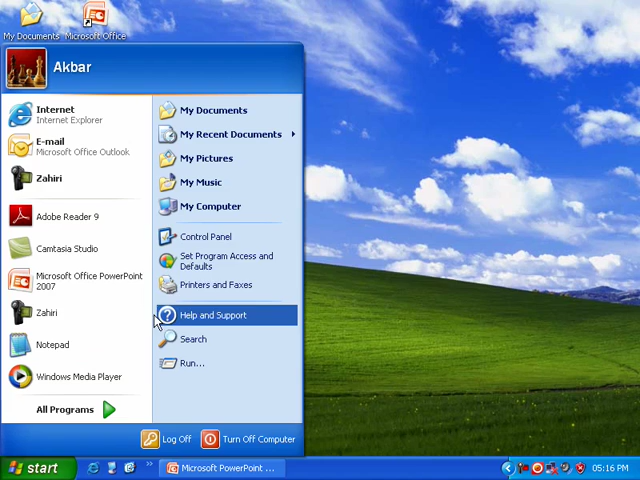 My Documents
Microsoft Office
Akbar
Internet
Internet Explorer
E-mail
Microsoft Office Outlook
Zahiri
Adobe Reader 9
Camtasia Studio
Microsoft Office PowerPoint
2007
Zahiri
Notepad
Windows Media Player
All Programs
My Documents
My Recent Documents
My Pictures
My Music
My Computer
Control Panel
Set Program Access and
Defaults
Printers and Faxes
Help and Support
Search
Run...
Log Off
Turn Off Computer
start
Microsoft PowerPoint ...
05:16 PM